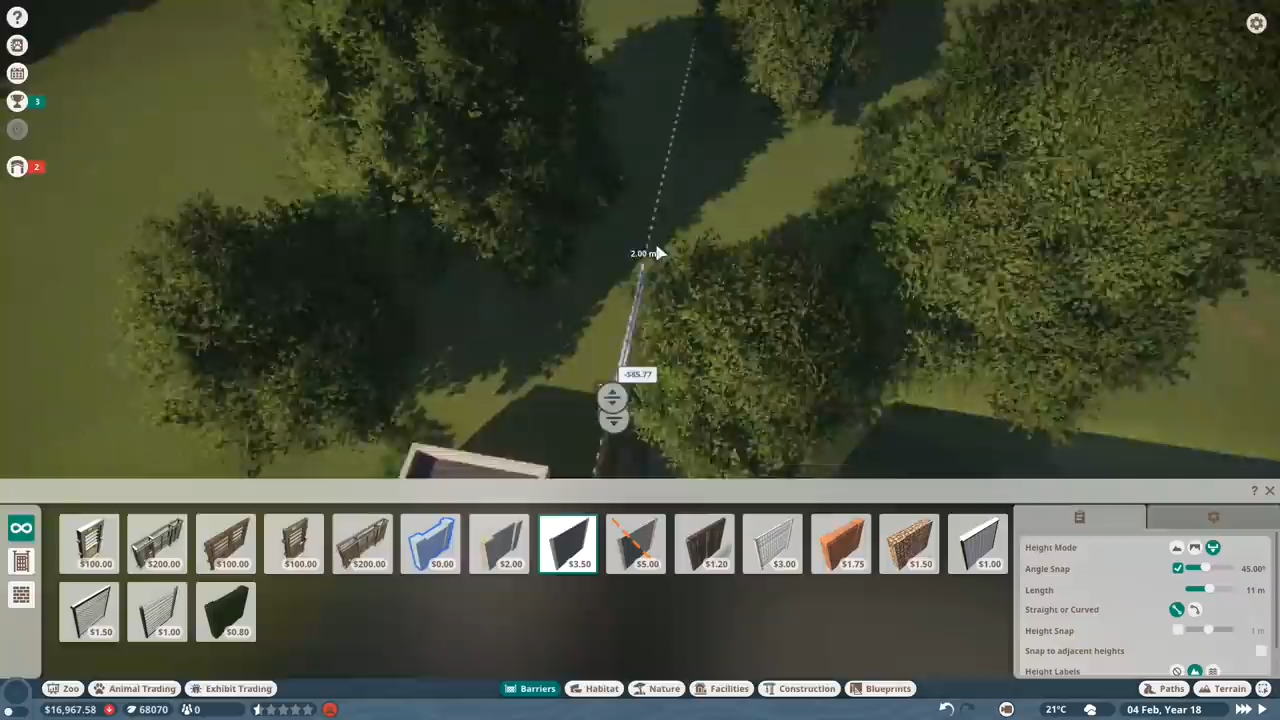 ?
3
2
2.00 m
-$85.77
?
$100.00 $200.00 $100.00 $100.00 $200.00 $0.00 $2.00 $3.50 $5.00 $1.20 $3.00 $1.75 $1.50 $1.00
$1.50 $1.00 $0.80
Height Mode
Angle Snap 45.00°
Length 11 m
Straight or Curved
Height Snap 1 m
Snap to adjacent heights
Height Labels
Zoo Animal Trading Exhibit Trading Barriers Habitat Nature Facilities Construction Blueprints Paths Terrain
$16,967.58 68070 0 21°C 04 Feb, Year 18